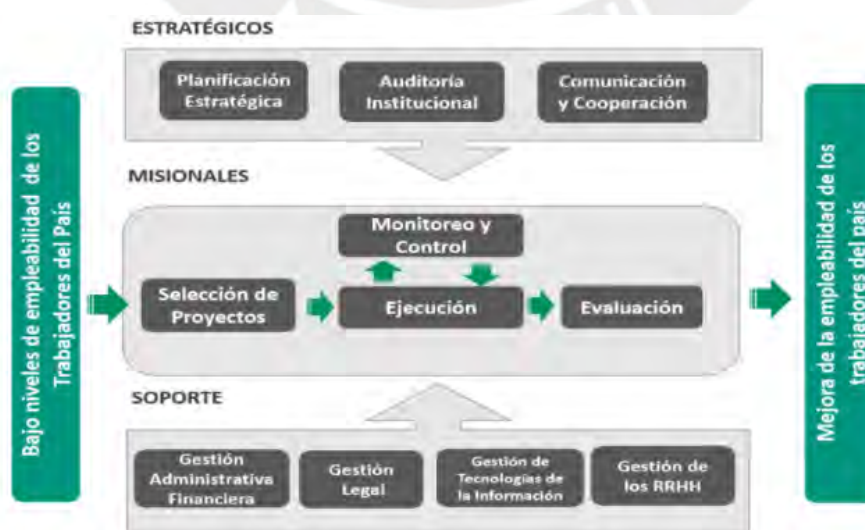 ESTRATÉGICOS
Planificación
Estratégica
Auditoría
Institucional
Comunicación
y Cooperación
Bajo niveles de empleabilidad de los
Trabajadores del País
MISIONALES
Monitoreo y
Control
Selección de
Proyectos
Ejecución
Evaluación
Mejora de la empleabilidad de los
trabajadores del país
SOPORTE
Gestión
Administrativa
Financiera
Gestión
Legal
Gestión de
Tecnologías de
la Información
Gestión de
los RRHH